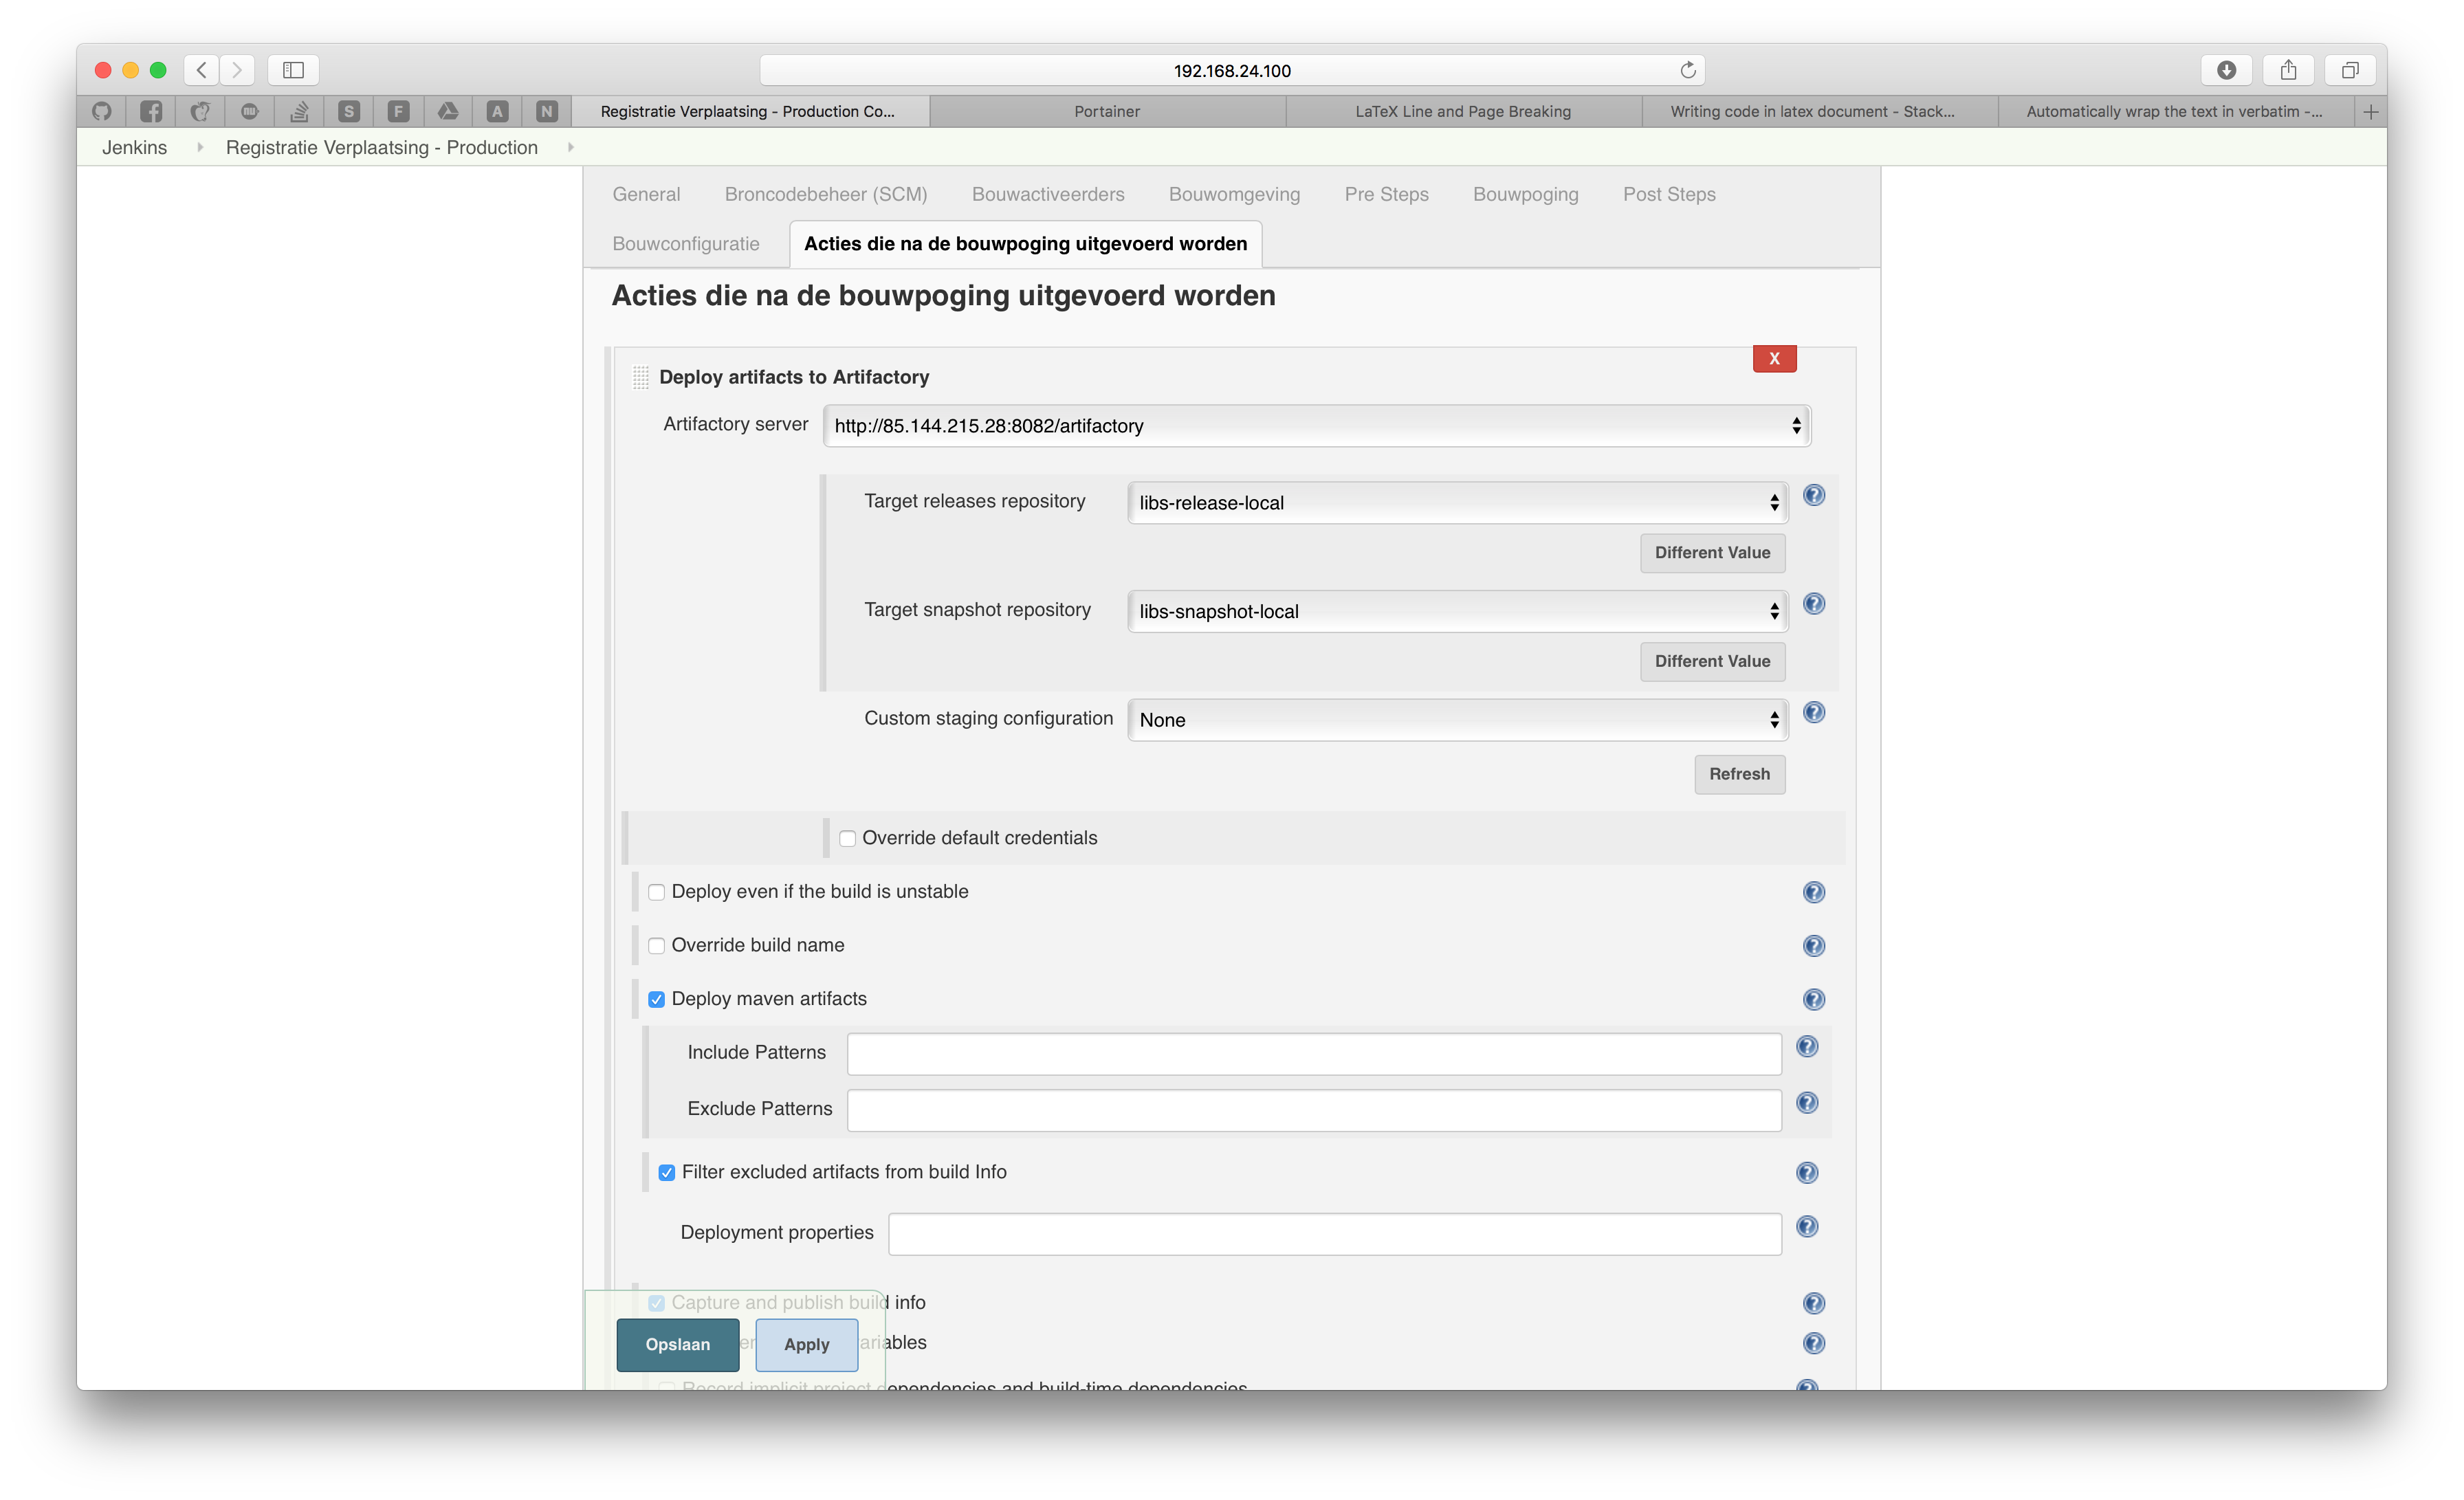 192.168.24.100
S F A N
Registratie Verplaatsing - Production Co... Portainer LaTeX Line and Page Breaking Writing code in latex document - Stack... Automatically wrap the text in verbatim -...
Jenkins Registratie Verplaatsing - Production
General Broncodebeheer (SCM) Bouwactiveerders Bouwomgeving Pre Steps Bouwpoging Post Steps
Bouwconfiguratie Acties die na de bouwpoging uitgevoerd worden
Acties die na de bouwpoging uitgevoerd worden
X
Deploy artifacts to Artifactory
Artifactory server http://85.144.215.28:8082/artifactory
Target releases repository libs-release-local
Different Value
Target snapshot repository libs-snapshot-local
Different Value
Custom staging configuration None
Refresh
Override default credentials
Deploy even if the build is unstable
Override build name
Deploy maven artifacts
Include Patterns
Exclude Patterns
Filter excluded artifacts from build Info
Deployment properties
Capture and publish build info
Opslaan Apply ariables
Record implicit project dependencies and build-time dependencies